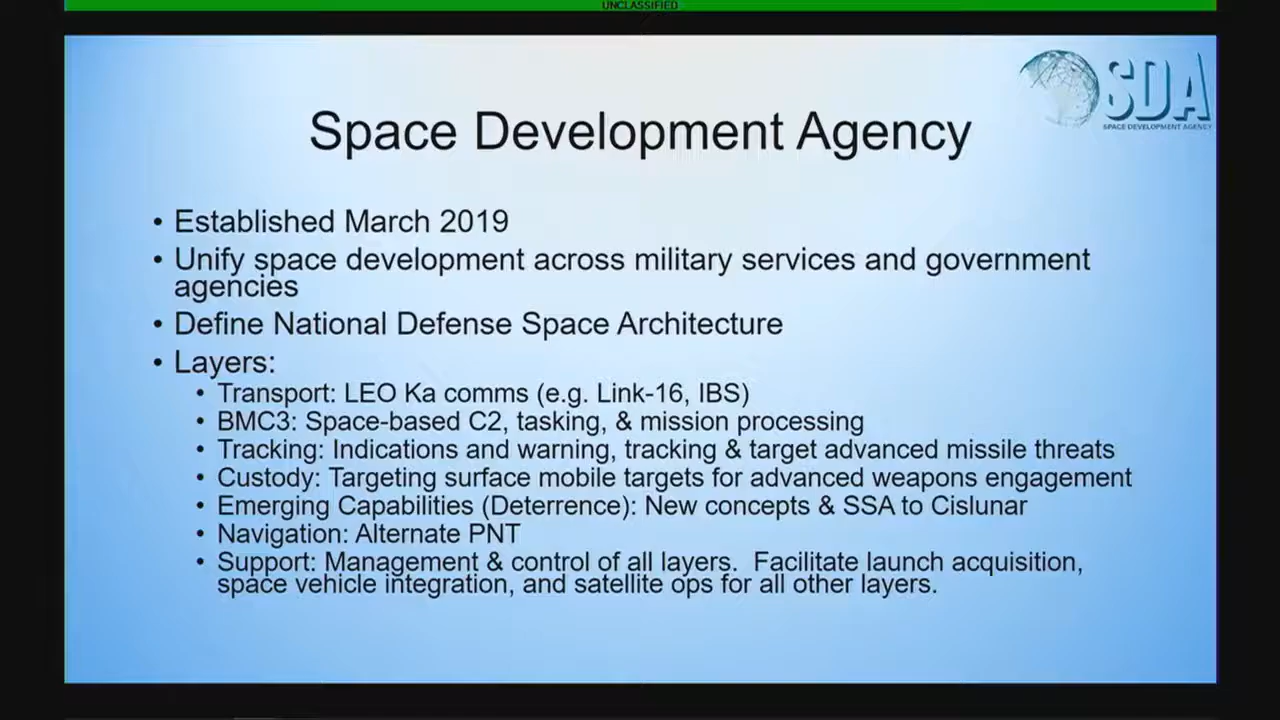 UNCLASSIFIED
SDA
SPACE DEVELOPMENT AGENCY
Space Development Agency
• Established March 2019
• Unify space development across military services and government
agencies
• Define National Defense Space Architecture
• Layers:
• Transport: LEO Ka comms (e.g. Link-16, IBS)
• BMC3: Space-based C2, tasking, & mission processing
• Tracking: Indications and warning, tracking & target advanced missile threats
• Custody: Targeting surface mobile targets for advanced weapons engagement
• Emerging Capabilities (Deterrence): New concepts & SSA to Cislunar
• Navigation: Alternate PNT
• Support: Management & control of all layers.  Facilitate launch acquisition,
space vehicle integration, and satellite ops for all other layers.